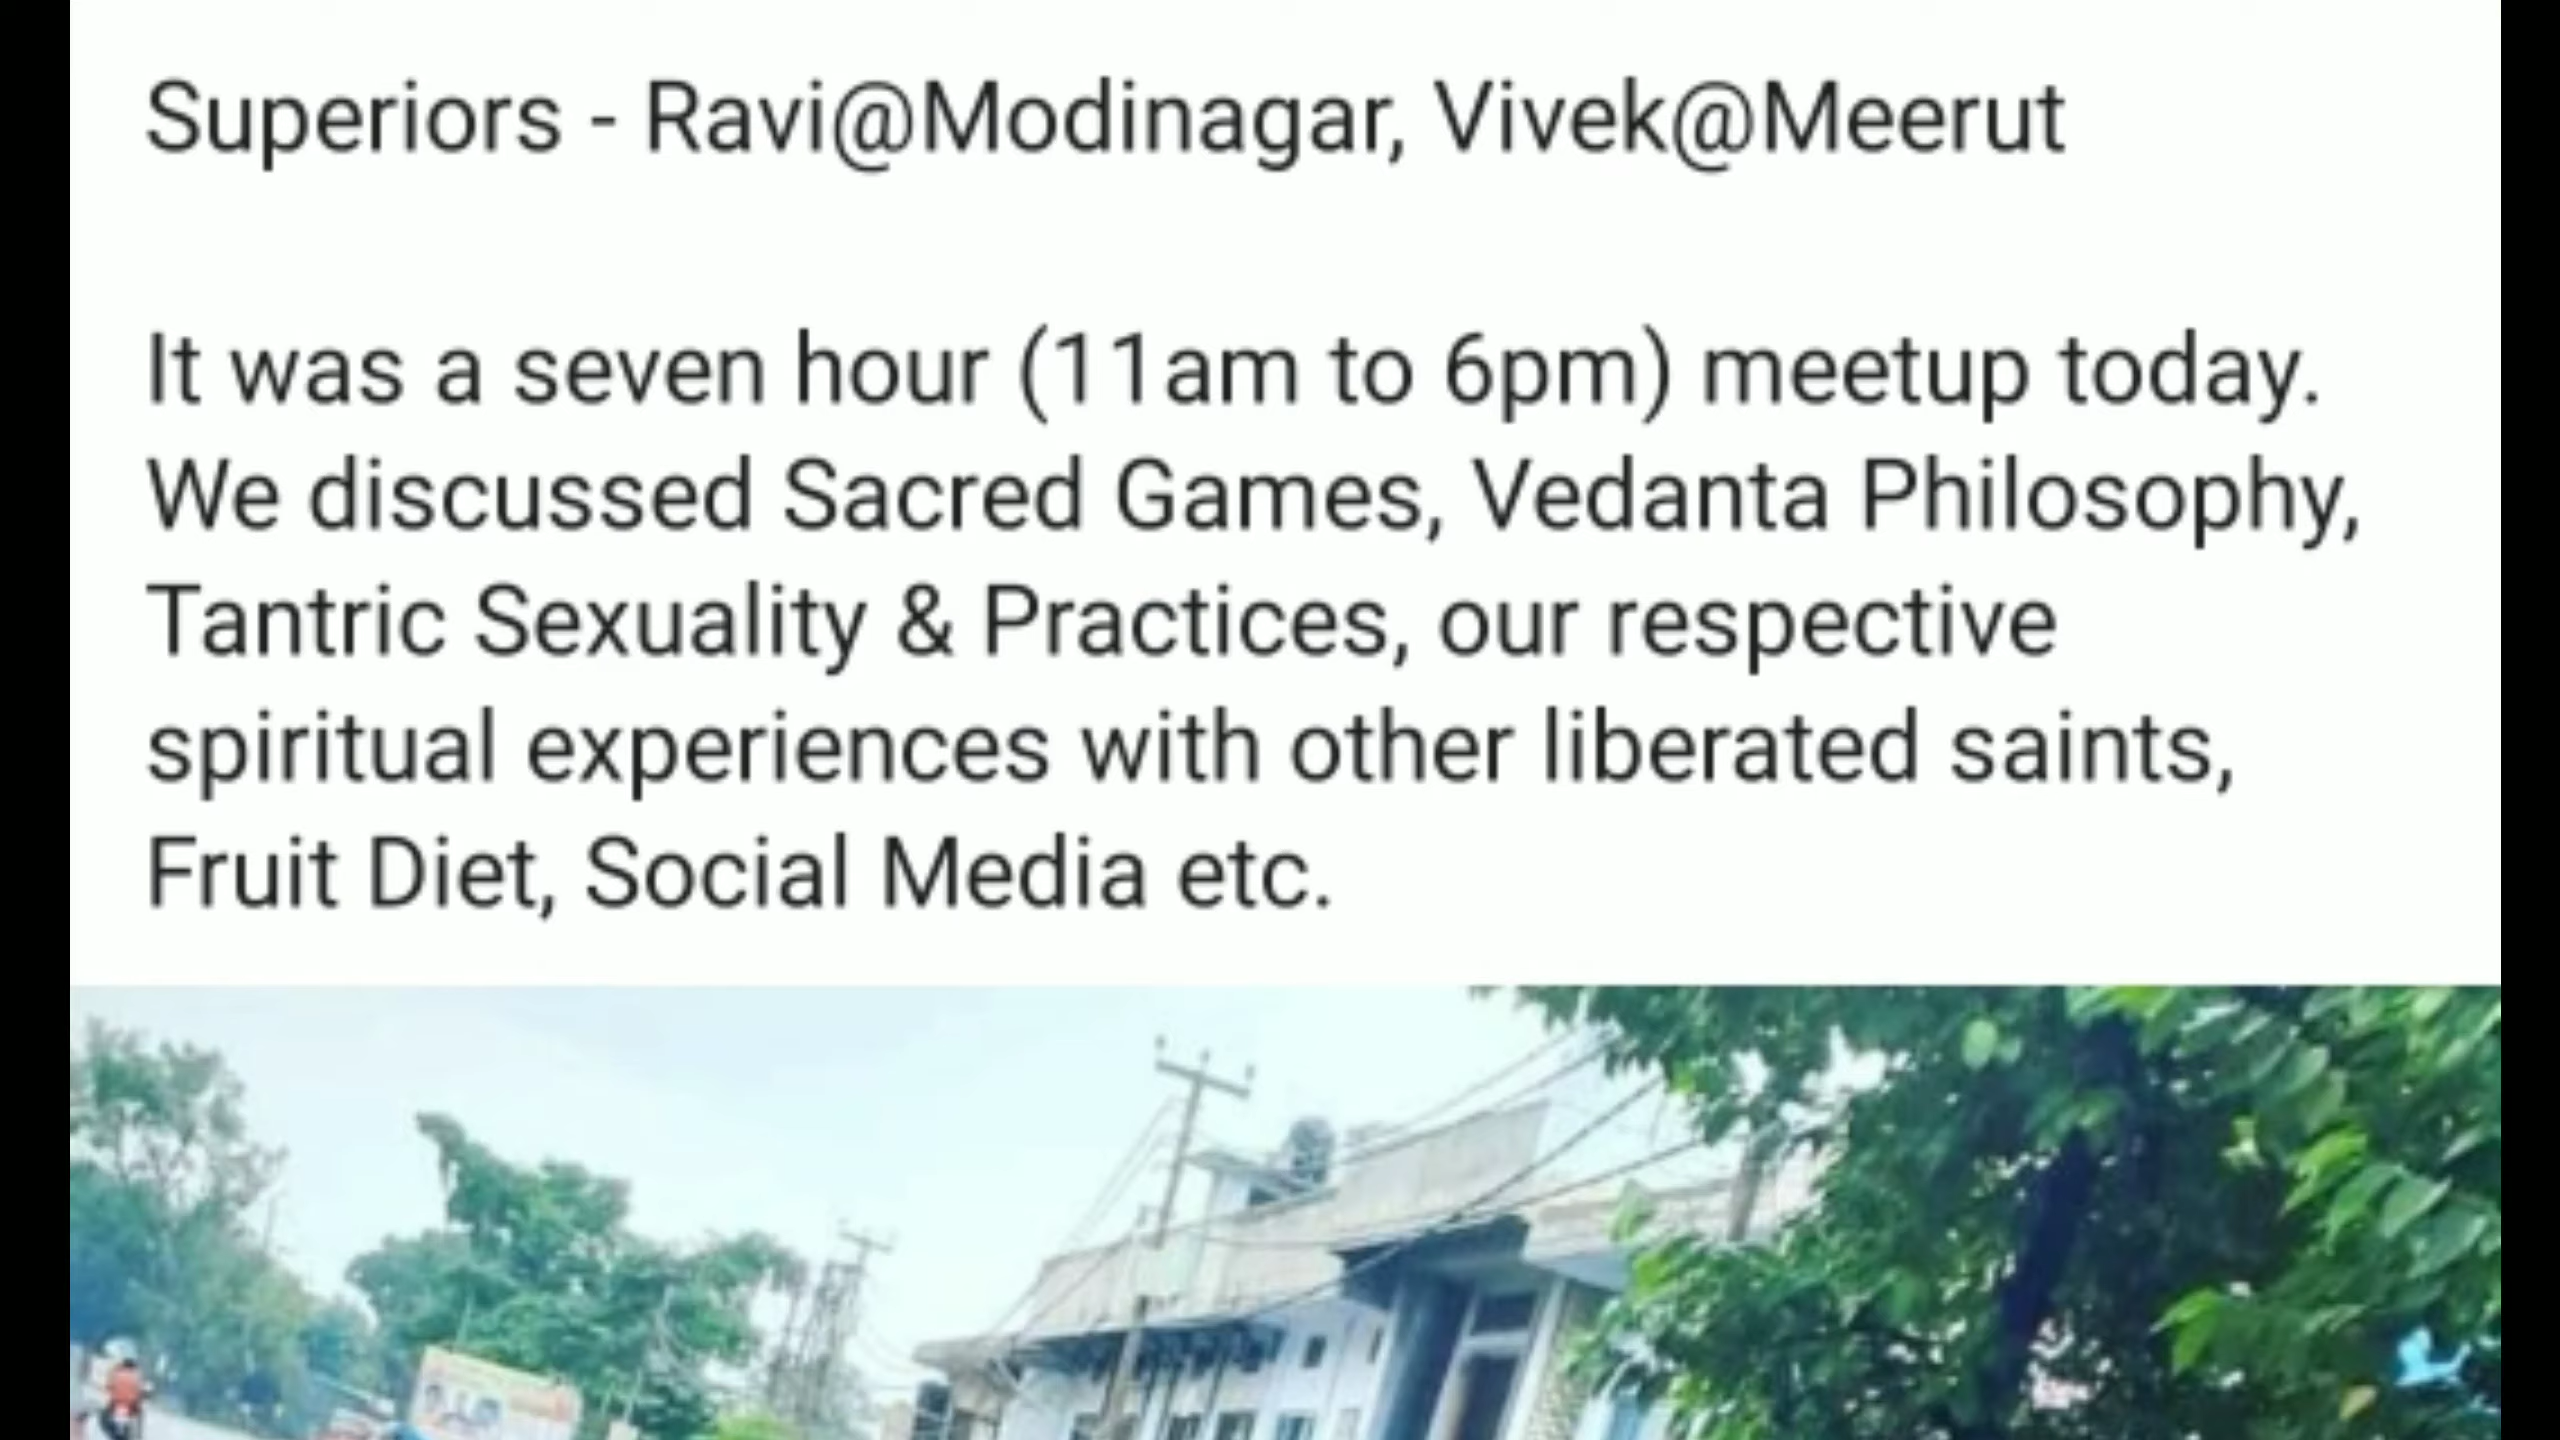 Superiors - Ravi@Modinagar, Vivek@Meerut
It was a seven hour (11am to 6pm) meetup today.
We discussed Sacred Games, Vedanta Philosophy,
Tantric Sexuality & Practices, our respective
spiritual experiences with other liberated saints,
Fruit Diet, Social Media etc.